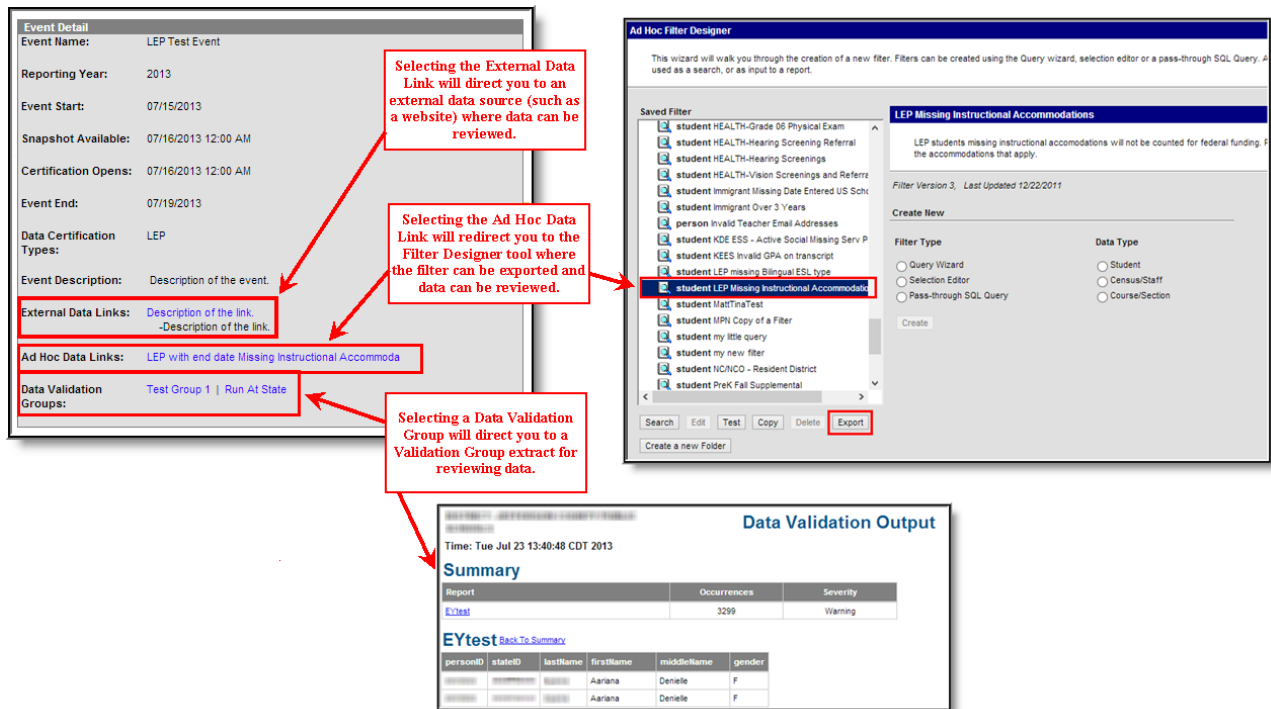 Event Detail
Event Name: LEP Test Event
Reporting Year: 2013
Event Start: 07/15/2013
Snapshot Available: 07/16/2013 12:00 AM
Certification Opens: 07/16/2013 12:00 AM
Event End: 07/19/2013
Data Certification LEP
Types:
Event Description: Description of the event.
External Data Links: Description of the link.
-Description of the link.
Ad Hoc Data Links: LEP with end date Missing Instructional Accommoda
Data Validation Test Group 1 | Run At State
Groups:
Selecting the External Data
Link will direct you to an
external data source (such as
a website) where data can be
reviewed.
Selecting the Ad Hoc Data
Link will redirect you to the
Filter Designer tool where
the filter can be exported and
data can be reviewed.
Selecting a Data Validation
Group will direct you to a
Validation Group extract for
reviewing data.
Ad Hoc Filter Designer
This wizard will walk you through the creation of a new filter. Filters can be created using the Query wizard, selection editor or a pass-through SQL Query. A
used as a search, or as input to a report.
Saved Filter
student HEALTH-Grade 06 Physical Exam
student HEALTH-Hearing Screening Referral
student HEALTH-Hearing Screenings
student HEALTH-Vision Screenings and Referra
student Immigrant Missing Date Entered US Scho
student Immigrant Over 3 Years
person Invalid Teacher Email Addresses
student KDE ESS - Active Social Missing Serv P
student KEES Invalid GPA on transcript
student LEP missing Bilingual ESL type
student LEP Missing Instructional Accommodatio
student MattTinaTest
student MPN Copy of a Filter
student my little query
student my new filter
student NC/NCO - Resident District
student PreK Fall Supplemental
Search Edit Test Copy Delete Export
Create a new Folder
LEP Missing Instructional Accommodations
LEP students missing instructional accomodations will not be counted for federal funding.
the accommodations that apply.
Filter Version 3, Last Updated 12/22/2011
Create New
Filter Type Data Type
Query Wizard Student
Selection Editor Census/Staff
Pass-through SQL Query Course/Section
Create
Data Validation Output
Time: Tue Jul 23 13:40:48 CDT 2013
Summary
Report Occurrences Severity
EYtest 3299 Warning
EYtest Back To Summary
personID stateID lastName firstName middleName gender
Aariana Denielle F
Aariana Denielle F